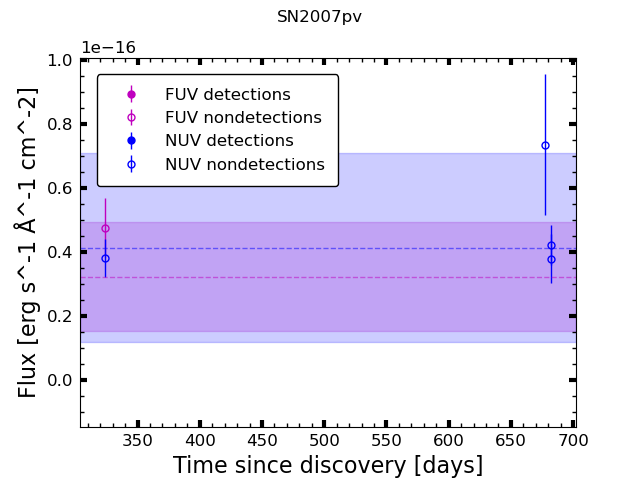 SN2007pv
1e−16
FUV detections
FUV nondetections
NUV detections
NUV nondetections
1.0
0.8
0.6
0.4
0.2
0.0
Flux [erg s^-1 Å^-1 cm^-2]
350 400 450 500 550 600 650 700
Time since discovery [days]